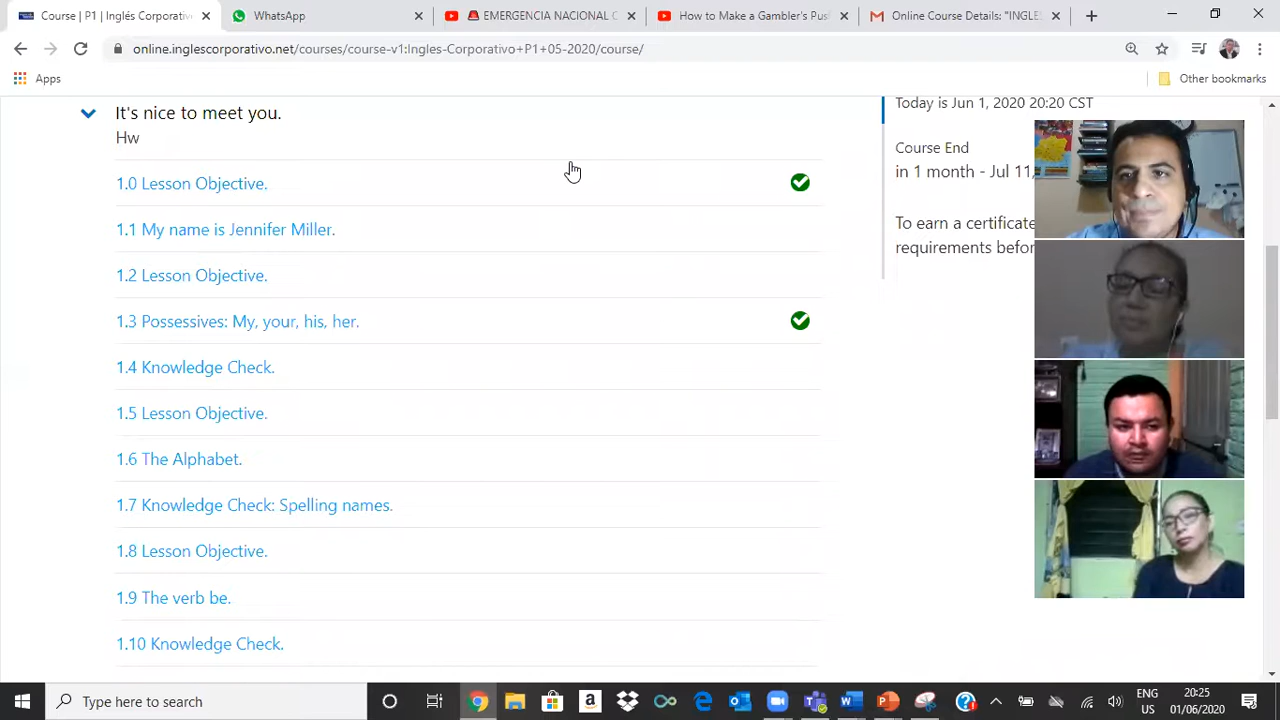 Course | P1 | Inglés Corporativo
WhatsApp
EMERGENCIA NACIONAL C
How to Make a Gambler's Pus
Online Course Details: "INGLES
online.inglescorporativo.net/courses/course-v1:Ingles-Corporativo+P1+05-2020/course/
Apps
Other bookmarks
It's nice to meet you.
Hw
1.0 Lesson Objective.
1.1 My name is Jennifer Miller.
1.2 Lesson Objective.
1.3 Possessives: My, your, his, her.
1.4 Knowledge Check.
1.5 Lesson Objective.
1.6 The Alphabet.
1.7 Knowledge Check: Spelling names.
1.8 Lesson Objective.
1.9 The verb be.
1.10 Knowledge Check.
Today is Jun 1, 2020 20:20 CST
Course End
in 1 month - Jul 11,
To earn a certificate
requirements befor
Type here to search
ENG
US
20:25
01/06/2020